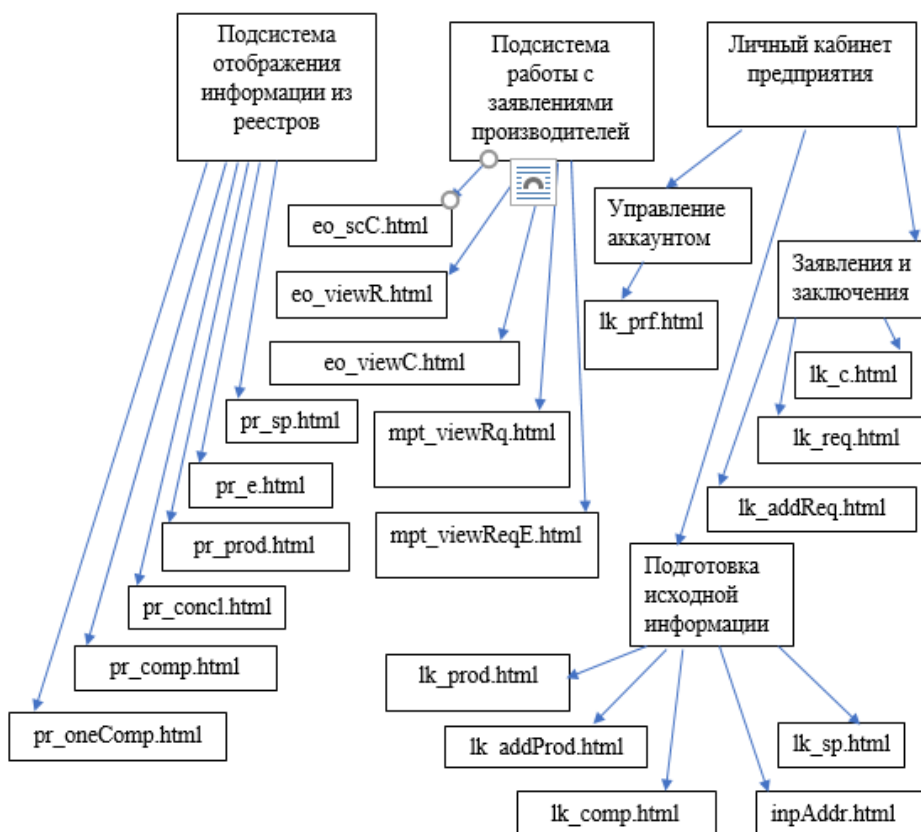 Подсистема
отображения
информации из
реестров
Подсистема
работы с
заявлениями
производителей
Личный кабинет
предприятия
eo_scC.html
eo_viewR.html
eo_viewC.html
mpt_viewRq.html
mpt_viewReqE.html
pr_sp.html
pr_e.html
pr_prod.html
pr_concl.html
pr_comp.html
pr_oneComp.html
Управление
аккаунтом
lk_prf.html
Заявления и
заключения
lk_c.html
lk_req.html
lk_addReq.html
Подготовка
исходной
информации
lk_prod.html
lk_addProd.html
lk_comp.html
inpAddr.html
lk_sp.html